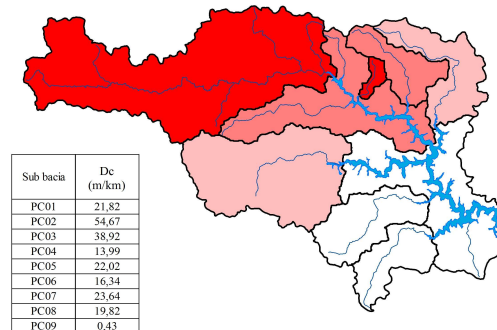 Sub bacia Dc (m/km)
PC01 21,82
PC02 54,67
PC03 38,92
PC04 13,99
PC05 22,02
PC06 16,34
PC07 23,64
PC08 19,82
PC09 0,43